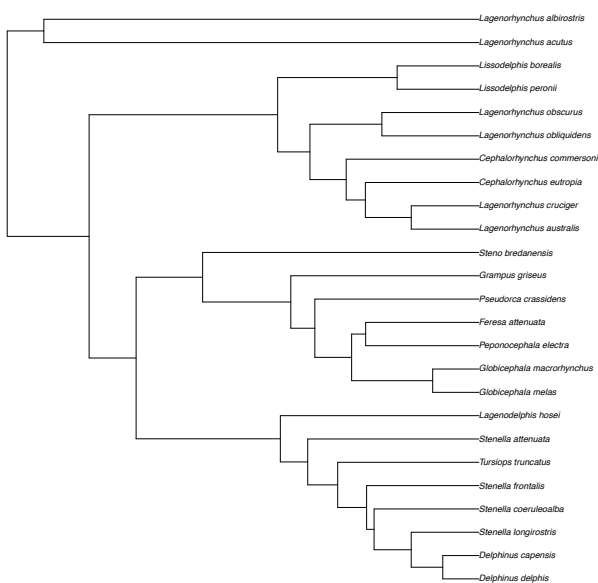 Lagenorhynchus albirostris
Lagenorhynchus acutus
Lissodelphis borealis
Lissodelphis peronii
Lagenorhynchus obscurus
Lagenorhynchus obliquidens
Cephalorhynchus commersoni
Cephalorhynchus eutropia
Lagenorhynchus cruciger
Lagenorhynchus australis
Steno bredanensis
Grampus griseus
Pseudorca crassidens
Feresa attenuata
Peponocephala electra
Globicephala macrorhynchus
Globicephala melas
Lagenodelphis hosei
Stenella attenuata
Tursiops truncatus
Stenella frontalis
Stenella coeruleoalba
Stenella longirostris
Delphinus capensis
Delphinus delphis